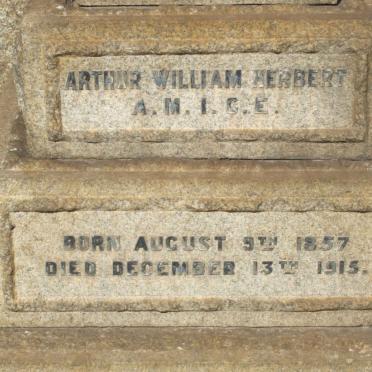 ARTHUR WILLIAM HERBERT
A. M. I. C. E.
BORN AUGUST 9TH 1857
DIED DECEMBER 13TH 1915.